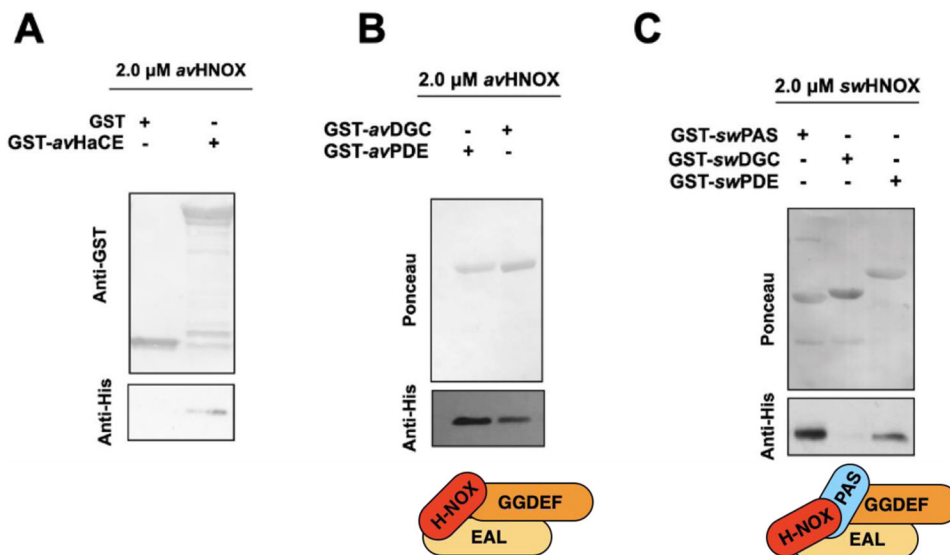 A
2.0 µM avHNOX
GST + -
GST-avHaCE - +
Anti-GST
Anti-His
B
2.0 µM avHNOX
GST-avDGC - +
GST-avPDE + -
Ponceau
Anti-His
H-NOX
GGDEF
EAL
C
2.0 µM swHNOX
GST-swPAS + - -
GST-swDGC - + -
GST-swPDE - - +
Ponceau
Anti-His
PAS
H-NOX
GGDEF
EAL